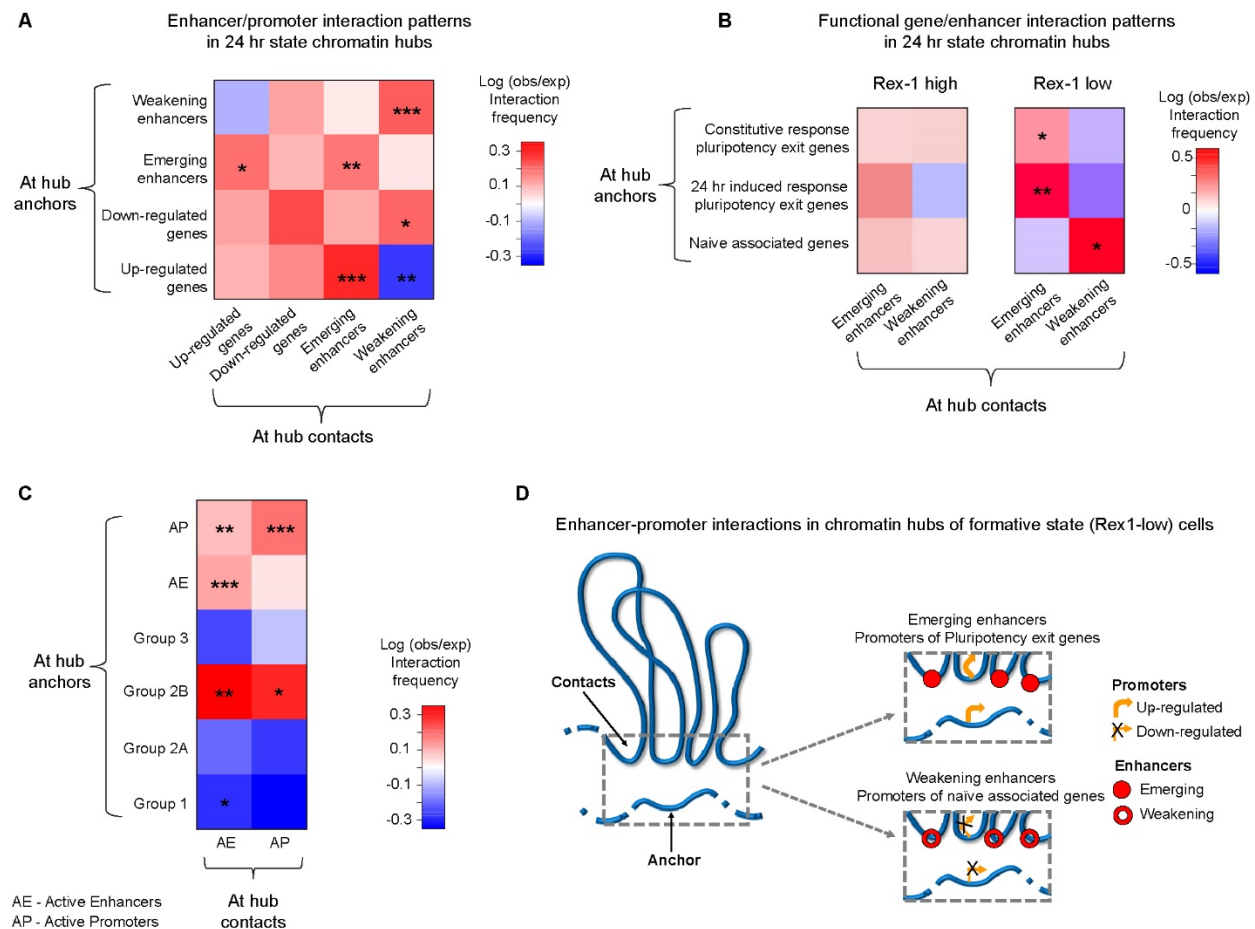 A
Enhancer/promoter interaction patterns
in 24 hr state chromatin hubs
Log (obs/exp)
Interaction
frequency
0.3
0.1
-0.1
-0.3
At hub
anchors
Weakening
enhancers
Emerging
enhancers
Down-regulated
genes
Up-regulated
genes
***
*
**
*
***
**
Up-regulated
genes
Down-regulated
genes
Emerging
enhancers
Weakening
enhancers
At hub contacts
B
Functional gene/enhancer interaction patterns
in 24 hr state chromatin hubs
Rex-1 high
Rex-1 low
Log (obs/exp)
Interaction
frequency
0.5
0.2
0
-0.2
-0.5
At hub
anchors
Constitutive response
pluripotency exit genes
24 hr induced response
pluripotency exit genes
Naive associated genes
*
**
*
Emerging
enhancers
Weakening
enhancers
Emerging
enhancers
Weakening
enhancers
At hub contacts
C
At hub
anchors
AP
AE
Group 3
Group 2B
Group 2A
Group 1
** ***
***
** *
*
AE AP
At hub
contacts
Log (obs/exp)
Interaction
frequency
0.3
0.1
-0.1
-0.3
AE - Active Enhancers
AP - Active Promoters
D
Enhancer-promoter interactions in chromatin hubs of formative state (Rex1-low) cells
Contacts
Anchor
Emerging enhancers
Promoters of Pluripotency exit genes
Weakening enhancers
Promoters of naïve associated genes
X
X
Promoters
Up-regulated
X Down-regulated
Enhancers
Emerging
Weakening